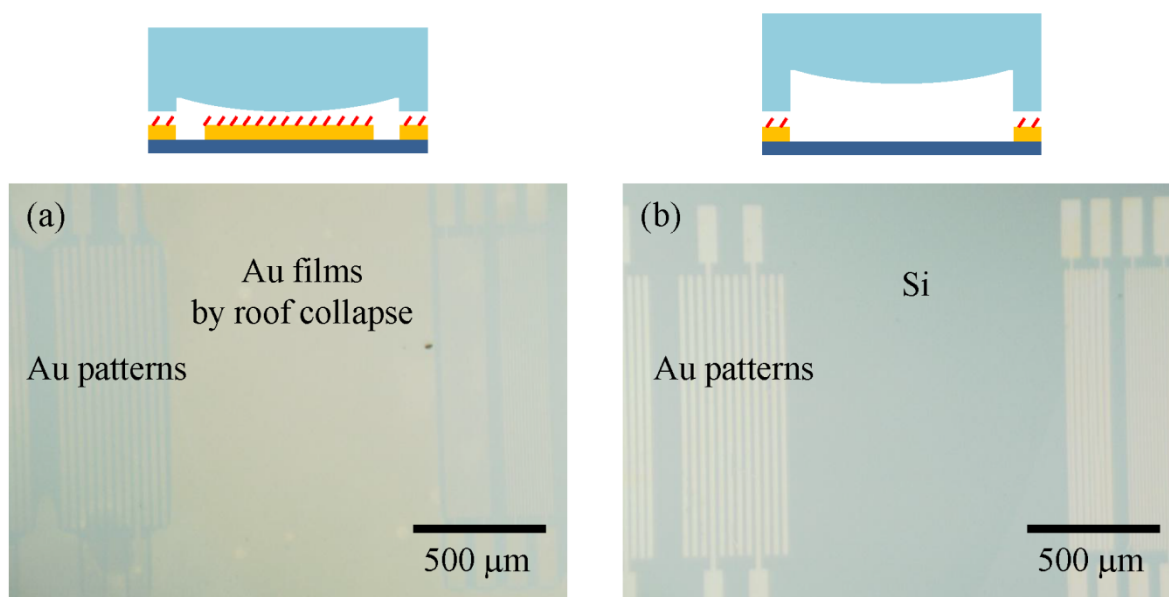 (a)
Au films
by roof collapse
Au patterns
500 μm
(b)
Si
Au patterns
500 μm